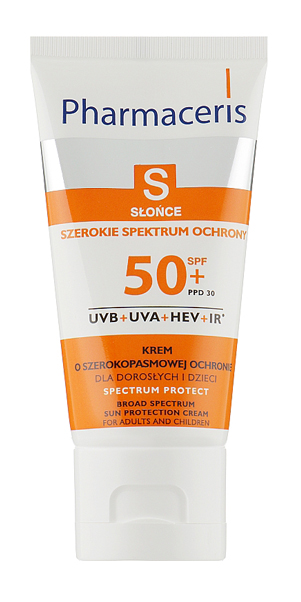 Pharmaceris
S
SŁOŃCE
SZEROKIE SPEKTRUM OCHRONY
50+ SPF
PPD 30
UVB+UVA+HEV+IR*
KREM
O SZEROKOPASMOWEJ OCHRONIE
DLA DOROSŁYCH I DZIECI
SPECTRUM PROTECT
BROAD SPECTRUM
SUN PROTECTION CREAM
FOR ADULTS AND CHILDREN